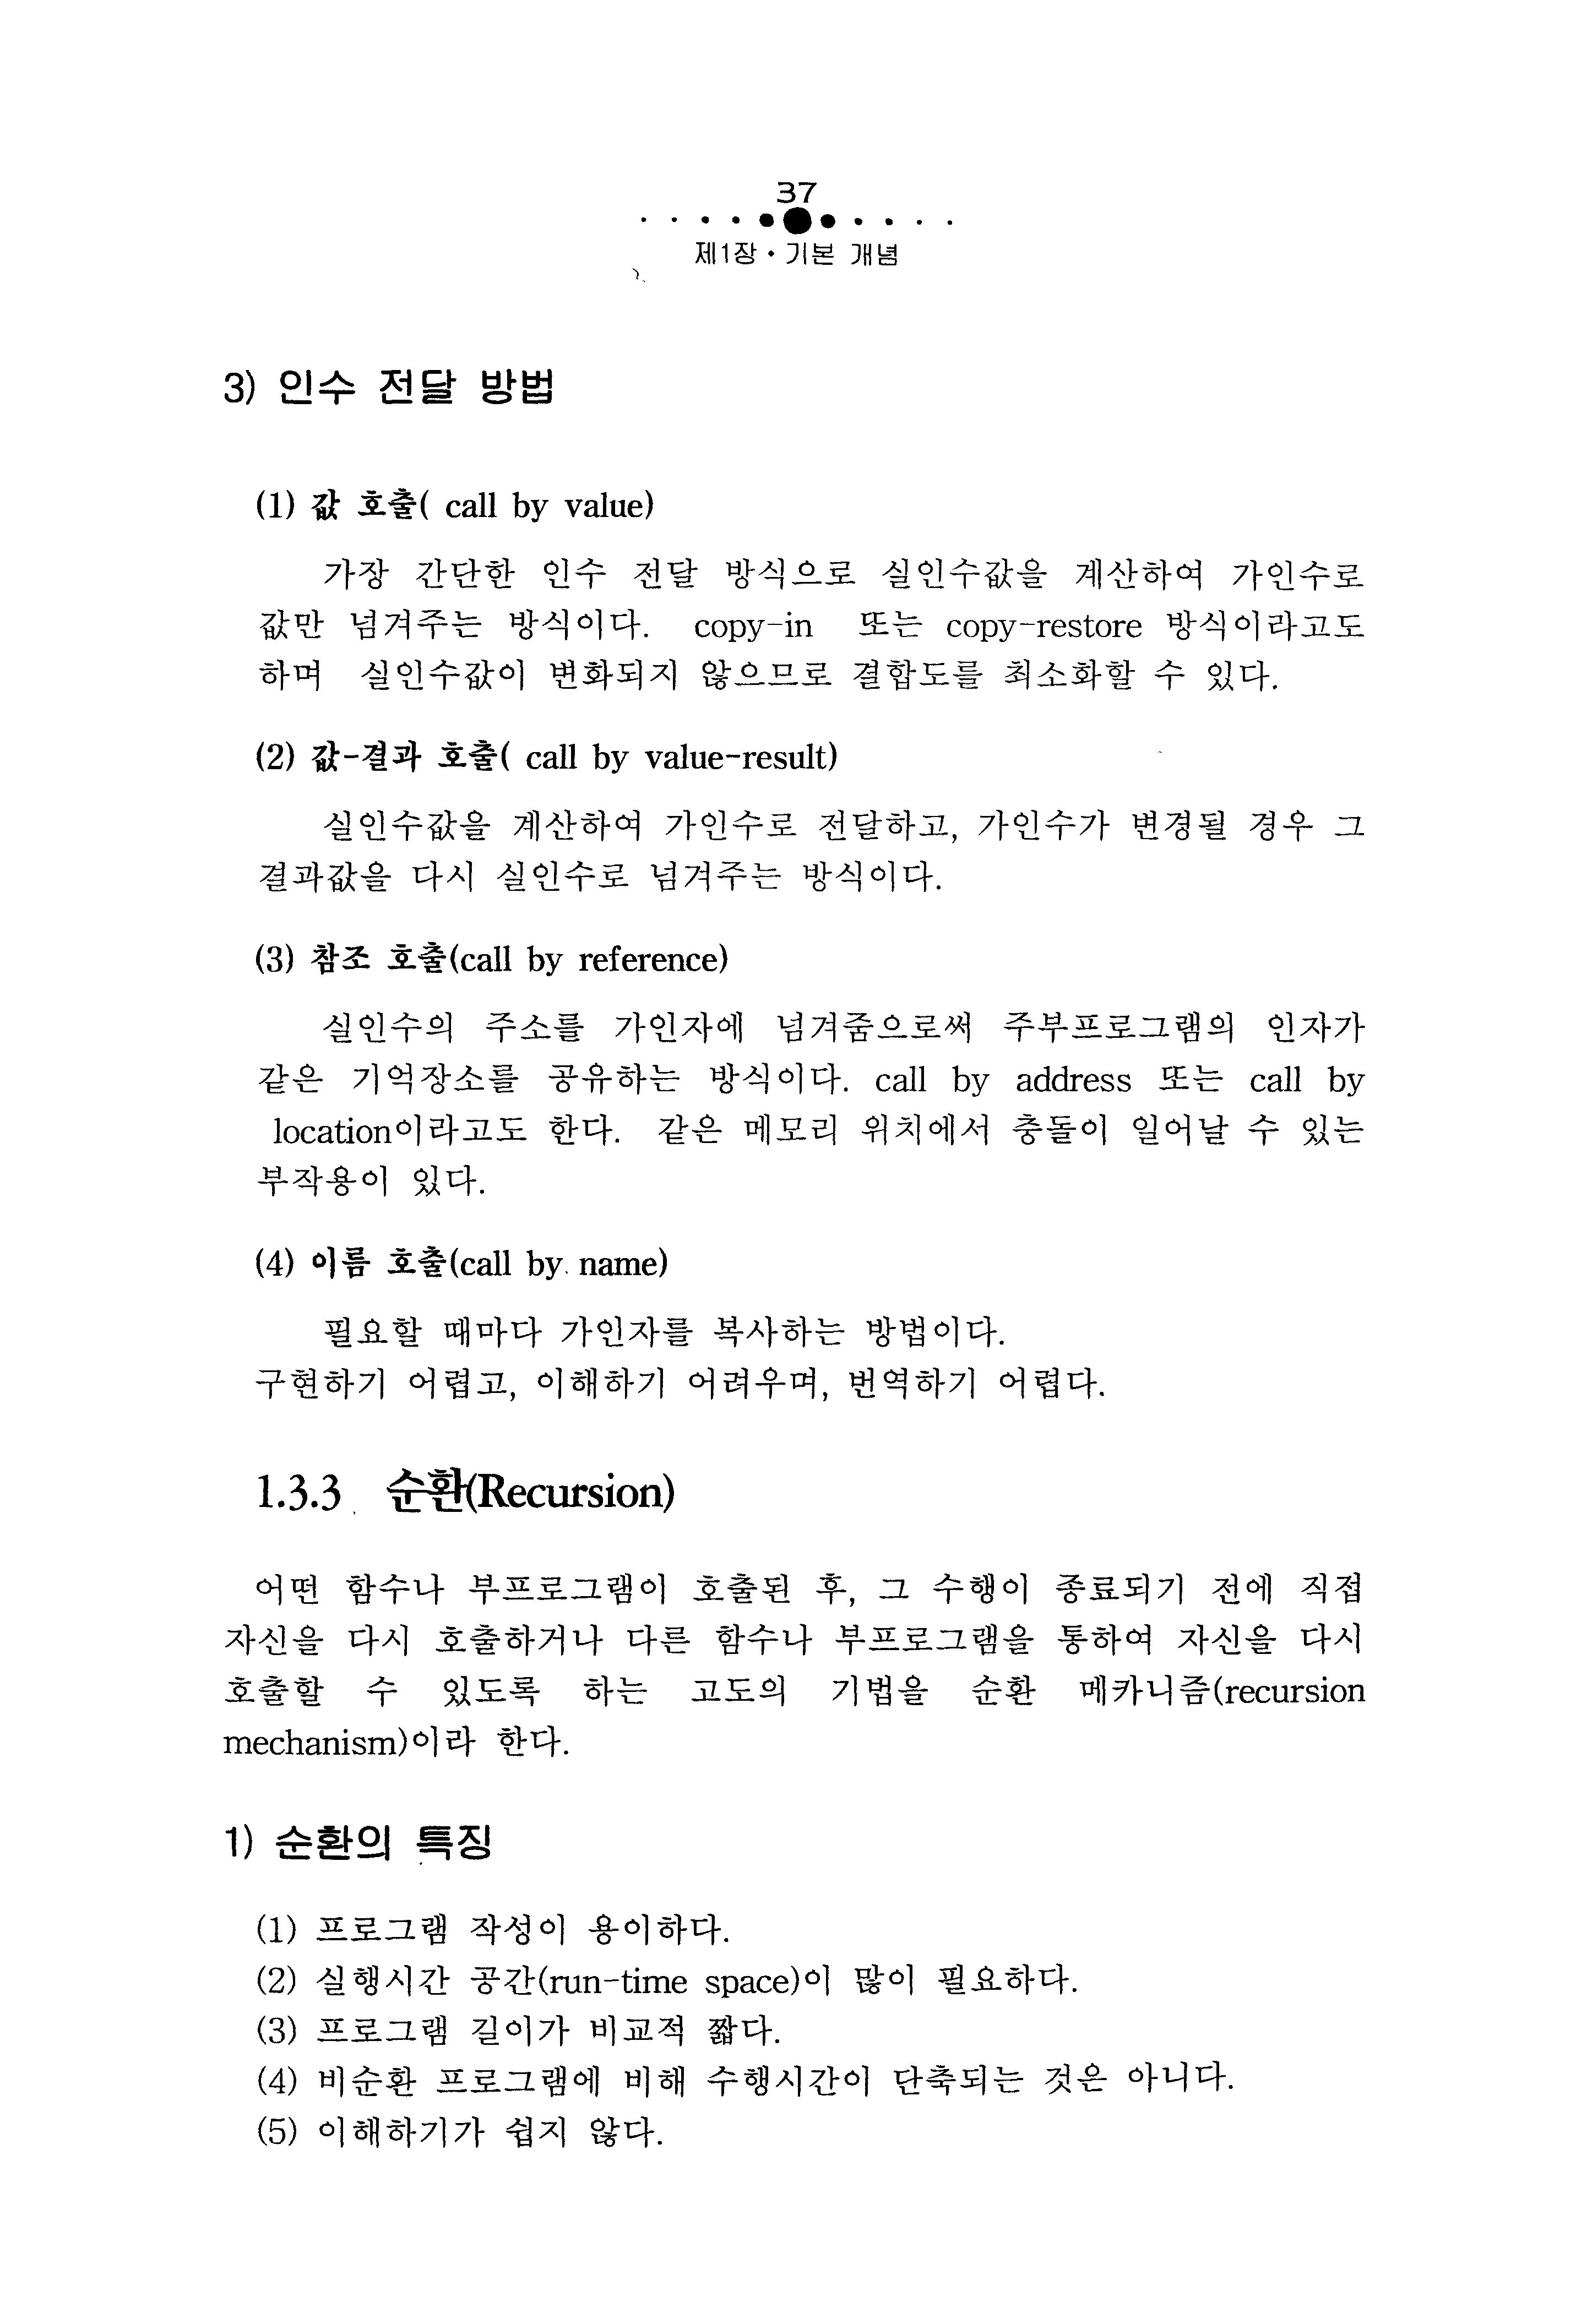 37
제1장 • 기본 개념
3) 인수 전달 방법
(1) 값 호출( call by value)
가장 간단한 인수 전달 방식으로 실인수값을 계산하여 가인수로
값만 넘겨주는 방식이다. copy-in 또는 copy-restore 방식이라고도
하며 실인수값이 변화되지 않으므로 결합도를 최소화할 수 있다.
(2) 값-결과 호출( call by value-result)
실인수값을 계산하여 가인수로 전달하고, 가인수가 변경될 경우 그
결과값을 다시 실인수로 넘겨주는 방식이다.
(3) 참조 호출(call by reference)
실인수의 주소를 가인자에 넘겨줌으로써 주부프로그램의 인자가
같은 기억장소를 공유하는 방식이다. call by address 또는 call by
location이라고도 한다. 같은 메모리 위치에서 충돌이 일어날 수 있는
부작용이 있다.
(4) 이름 호출(call by name)
필요할 때마다 가인자를 복사하는 방법이다.
구현하기 어렵고, 이해하기 어려우며, 번역하기 어렵다.
1.3.3 순환(Recursion)
어떤 함수나 부프로그램이 호출된 후, 그 수행이 종료되기 전에 직접
자신을 다시 호출하거나 다른 함수나 부프로그램을 통하여 자신을 다시
호출할 수 있도록 하는 고도의 기법을 순환 메카니즘(recursion
mechanism)이라 한다.
1) 순환의 특징
(1) 프로그램 작성이 용이하다.
(2) 실행시간 공간(run-time space)이 많이 필요하다.
(3) 프로그램 길이가 비교적 짧다.
(4) 비순환 프로그램에 비해 수행시간이 단축되는 것은 아니다.
(5) 이해하기가 쉽지 않다.